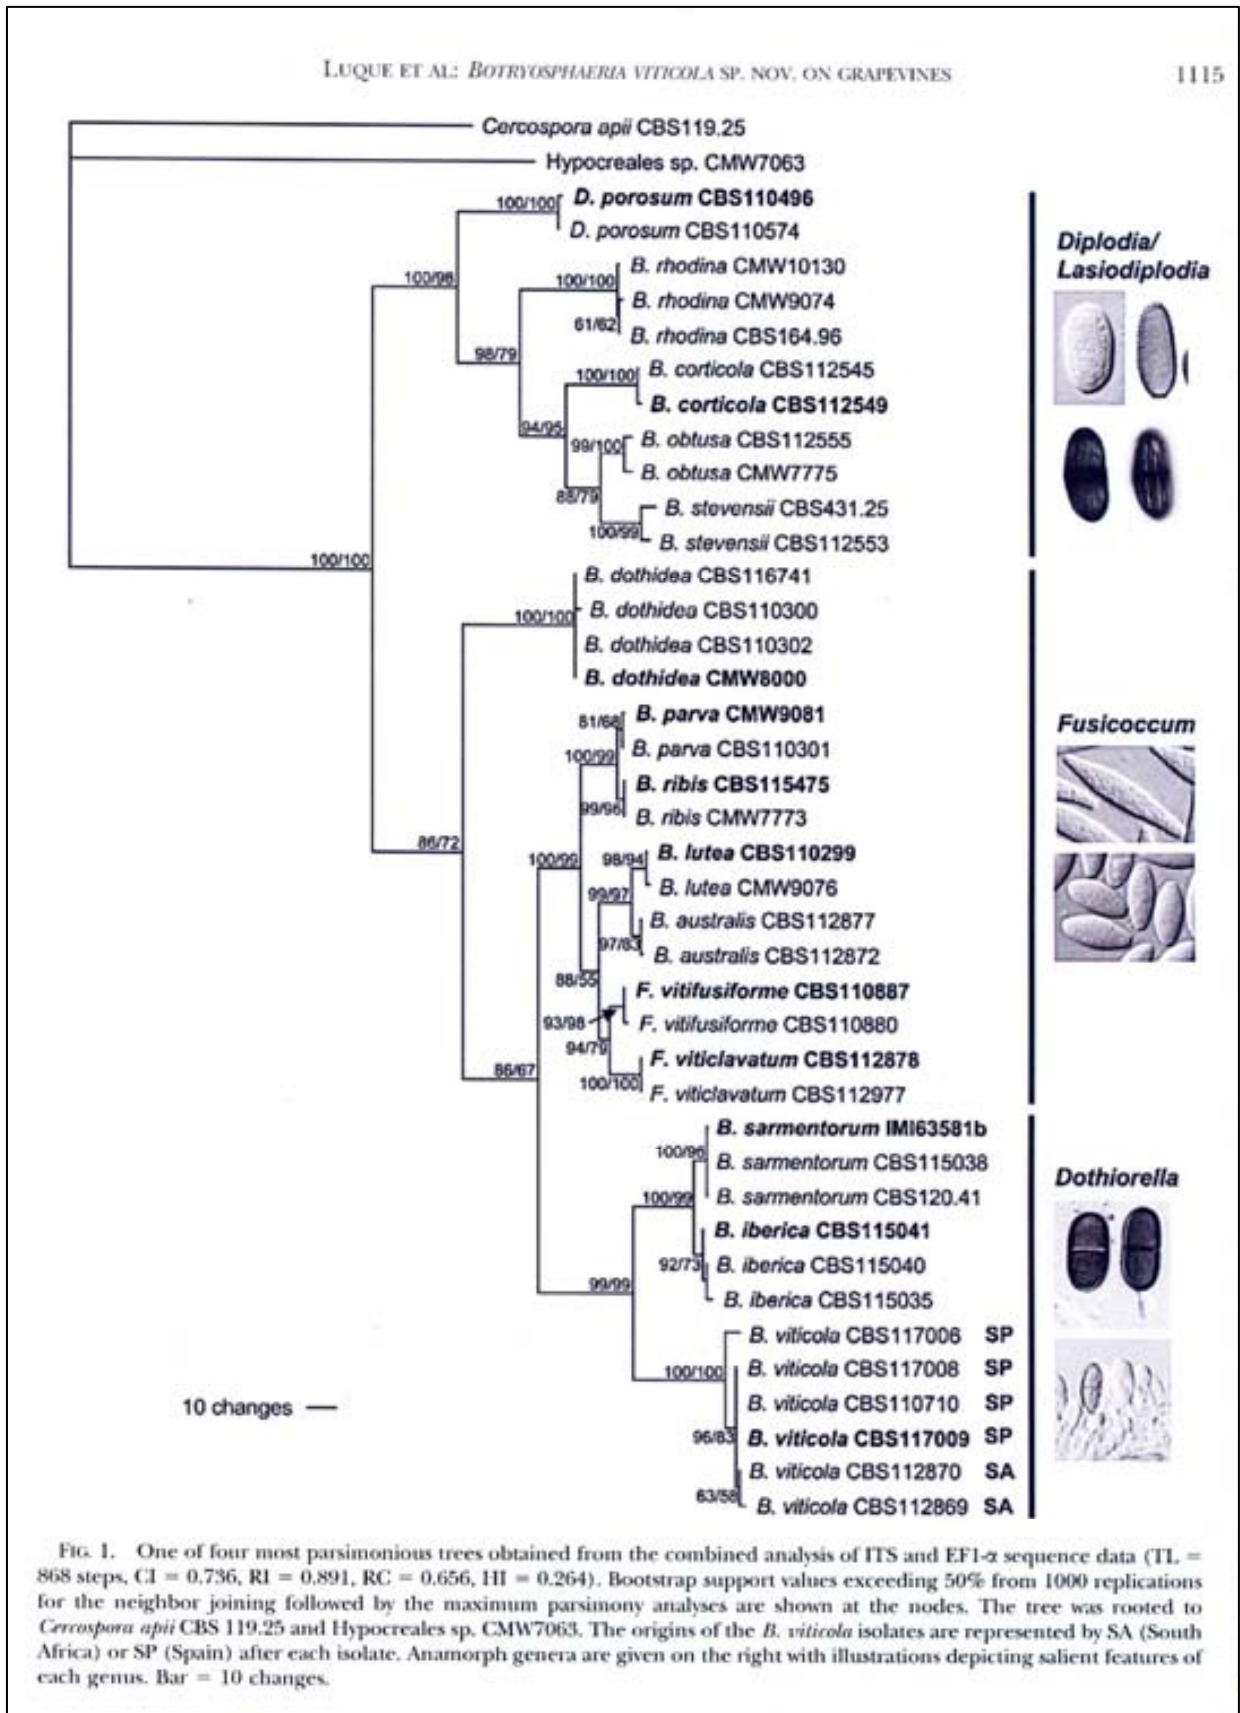 LUQUE ET AL: BOTRYOSPHAERIA VITICOLA SP. NOV. ON GRAPEVINES 1115
Cercospora apii CBS119.25
Hypocreales sp. CMW7063
100/100
D. porosum CBS110496
D. porosum CBS110574
Diplodia/
Lasiodiplodia
100/98
B. rhodina CMW10130
100/100
B. rhodina CMW9074
61/62
B. rhodina CBS164.96
98/79
B. corticola CBS112545
100/100
B. corticola CBS112549
94/95
B. obtusa CBS112555
99/100
B. obtusa CMW7775
88/79
B. stevensii CBS431.25
100/99
B. stevensii CBS112553
100/100
B. dothidea CBS116741
B. dothidea CBS110300
100/100
B. dothidea CBS110302
B. dothidea CMW8000
B. parva CMW9081
81/68
Fusicoccum
B. parva CBS110301
100/99
B. ribis CBS115475
99/96
B. ribis CMW7773
86/72
100/99
98/94
B. lutea CBS110299
B. lutea CMW9076
99/97
B. australis CBS112877
97/83
B. australis CBS112872
88/55
F. vitifusiforme CBS110887
93/98
F. vitifusiforme CBS110880
94/79
F. viticlavatum CBS112878
86/67
100/100
F. viticlavatum CBS112977
B. sarmentorum IMI63581b
100/96
B. sarmentorum CBS115038
Dothiorella
100/99
B. sarmentorum CBS120.41
B. iberica CBS115041
92/73
B. iberica CBS115040
99/99
B. iberica CBS115035
B. viticola CBS117006 SP
100/100
B. viticola CBS117008 SP
10 changes
B. viticola CBS110710 SP
96/83
B. viticola CBS117009 SP
B. viticola CBS112870 SA
63/58
B. viticola CBS112869 SA
FIG. 1. One of four most parsimonious trees obtained from the combined analysis of ITS and EF1-α sequence data (TL =
868 steps, CI = 0.736, RI = 0.891, RC = 0.656, HI = 0.264). Bootstrap support values exceeding 50% from 1000 replications
for the neighbor joining followed by the maximum parsimony analyses are shown at the nodes. The tree was rooted to
Cercospora apii CBS 119.25 and Hypocreales sp. CMW7063. The origins of the B. viticola isolates are represented by SA (South
Africa) or SP (Spain) after each isolate. Anamorph genera are given on the right with illustrations depicting salient features of
each genus. Bar = 10 changes.